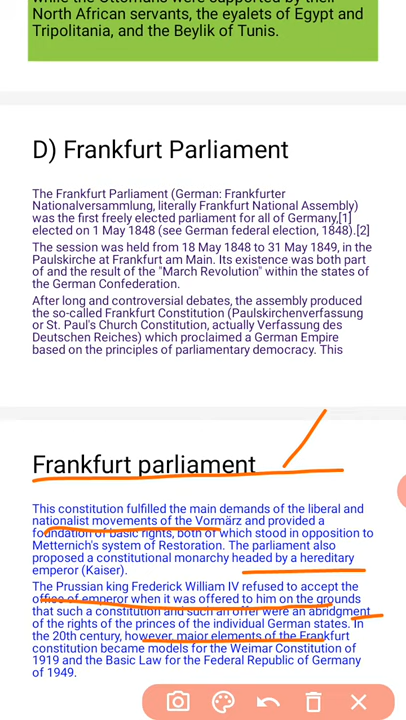 while the Ottomans were supported by their
North African servants, the eyalets of Egypt and
Tripolitania, and the Beylik of Tunis.
D) Frankfurt Parliament
The Frankfurt Parliament (German: Frankfurter
Nationalversammlung, literally Frankfurt National Assembly)
was the first freely elected parliament for all of Germany,[1]
elected on 1 May 1848 (see German federal election, 1848).[2]
The session was held from 18 May 1848 to 31 May 1849, in the
Paulskirche at Frankfurt am Main. Its existence was both part
of and the result of the "March Revolution" within the states of
the German Confederation.
After long and controversial debates, the assembly produced
the so-called Frankfurt Constitution (Paulskirchenverfassung
or St. Paul's Church Constitution, actually Verfassung des
Deutschen Reiches) which proclaimed a German Empire
based on the principles of parliamentary democracy. This
Frankfurt parliament
This constitution fulfilled the main demands of the liberal and
nationalist movements of the Vormärz and provided a
foundation of basic rights, both of which stood in opposition to
Metternich's system of Restoration. The parliament also
proposed a constitutional monarchy headed by a hereditary
emperor (Kaiser).
The Prussian king Frederick William IV refused to accept the
office of emperor when it was offered to him on the grounds
that such a constitution and such an offer were an abridgment
of the rights of the princes of the individual German states. In
the 20th century, however, major elements of the Frankfurt
constitution became models for the Weimar Constitution of
1919 and the Basic Law for the Federal Republic of Germany
of 1949.